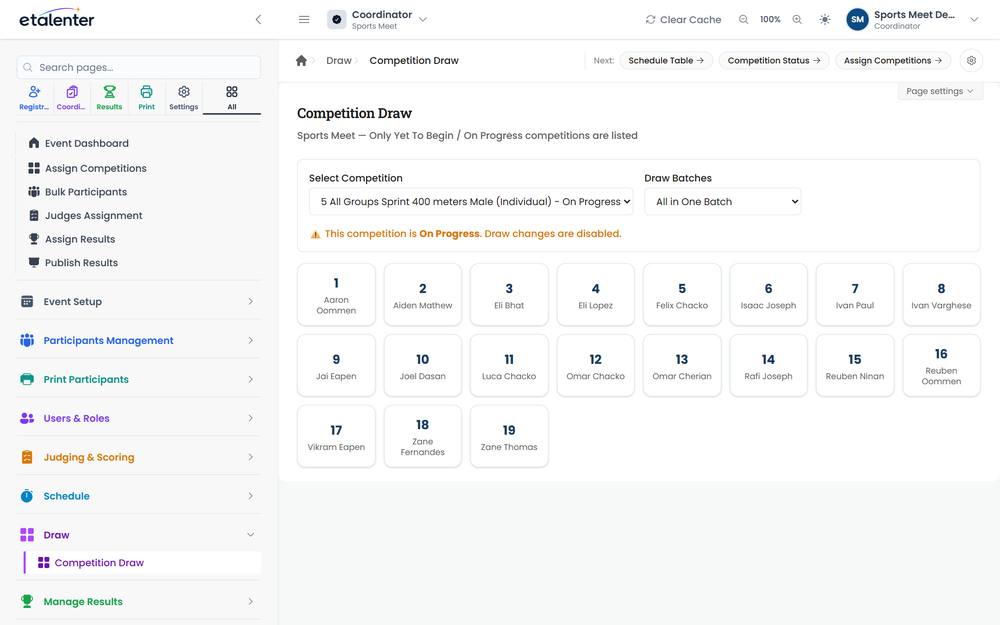 etalenter
Coordinator
Sports Meet
Clear Cache
100%
SM
Sports Meet De...
Coordinator
Search pages...
Registr...
Coordi...
Results
Print
Settings
All
Event Dashboard
Assign Competitions
Bulk Participants
Judges Assignment
Assign Results
Publish Results
Event Setup
Participants Management
Print Participants
Users & Roles
Judging & Scoring
Schedule
Draw
Competition Draw
Manage Results
Draw
Competition Draw
Next:
Schedule Table →
Competition Status →
Assign Competitions →
Page settings
Competition Draw
Sports Meet — Only Yet To Begin / On Progress competitions are listed
Select Competition
Draw Batches
5 All Groups Sprint 400 meters Male (Individual) - On Progress
All in One Batch
This competition is On Progress. Draw changes are disabled.
1
Aaron
Oommen
2
Aiden Mathew
3
Eli Bhat
4
Eli Lopez
5
Felix Chacko
6
Isaac Joseph
7
Ivan Paul
8
Ivan Varghese
9
Jai Eapen
10
Joel Dasan
11
Luca Chacko
12
Omar Chacko
13
Omar Cherian
14
Rafi Joseph
15
Reuben Ninan
16
Reuben
Oommen
17
Vikram Eapen
18
Zane
Fernandes
19
Zane Thomas